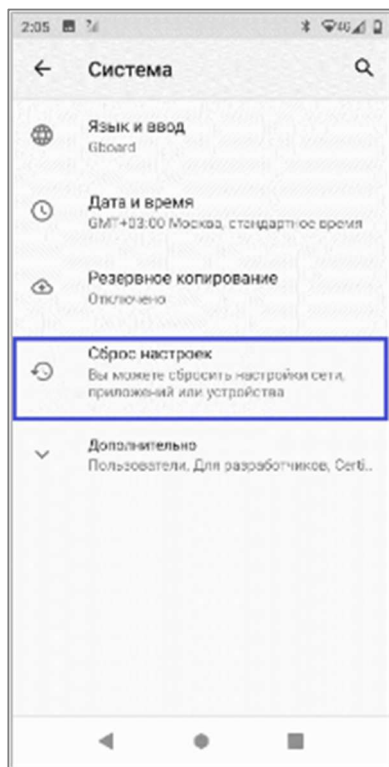 2:05
4G
Система
Язык и ввод
Gboard
Дата и время
GMT+03:00 Москва, стандартное время
Резервное копирование
Отключено
Сброс настроек
Вы можете сбросить настройки сети,
приложений или устройства
Дополнительно
Пользователи, Для разработчиков, Certi..